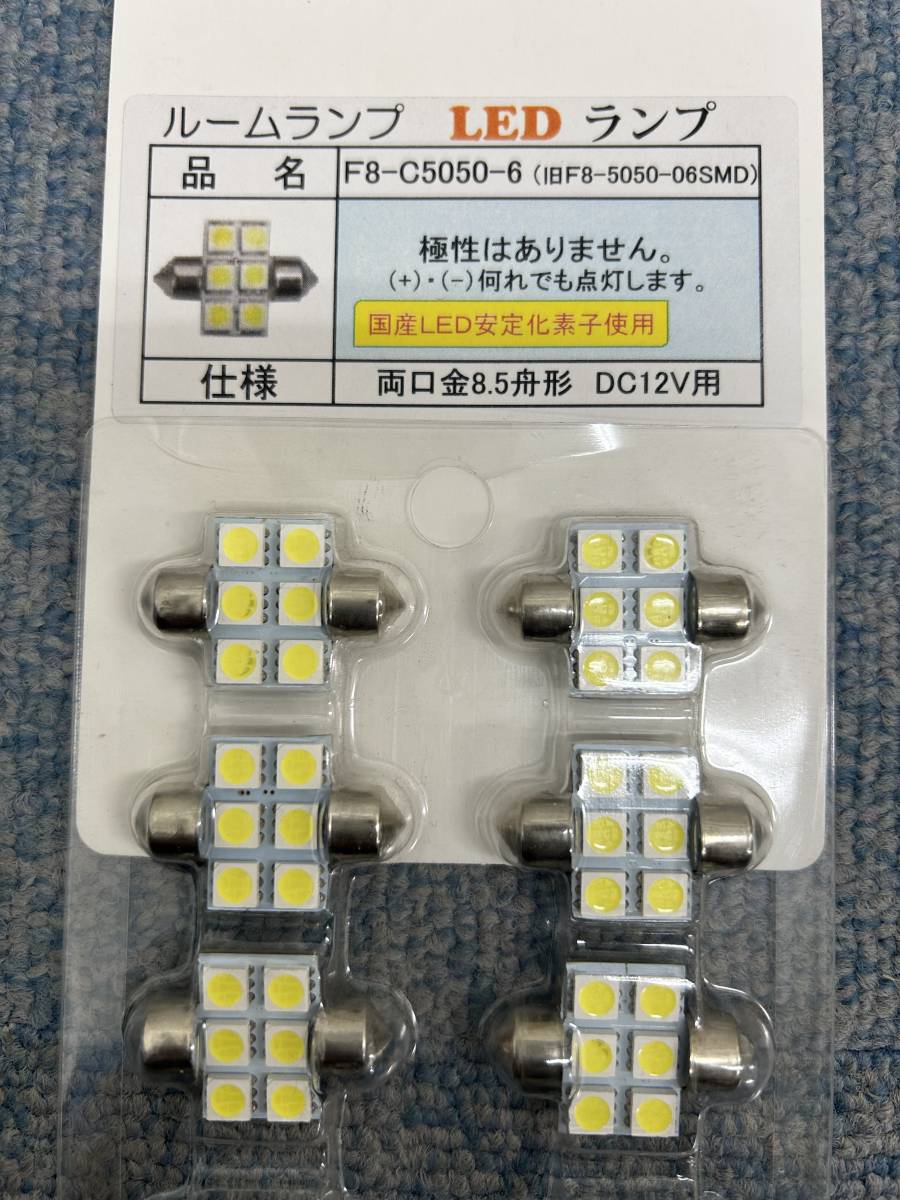 ルームランプ LED ランプ
品 名 F8-C5050-6 (旧F8-5050-06SMD)
極性はありません。
(+)・(-)何れでも点灯します。
国産LED安定化素子使用
仕様 両口金8.5舟形 DC12V用